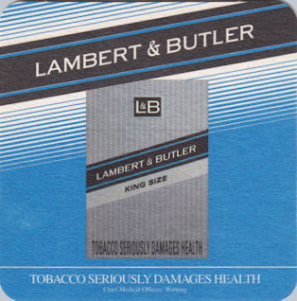 LAMBERT & BUTLER
L&B
LAMBERT & BUTLER
KING SIZE
TOBACCO SERIOUSLY DAMAGES HEALTH
TOBACCO SERIOUSLY DAMAGES HEALTH
Chief Medical Officers' Warning